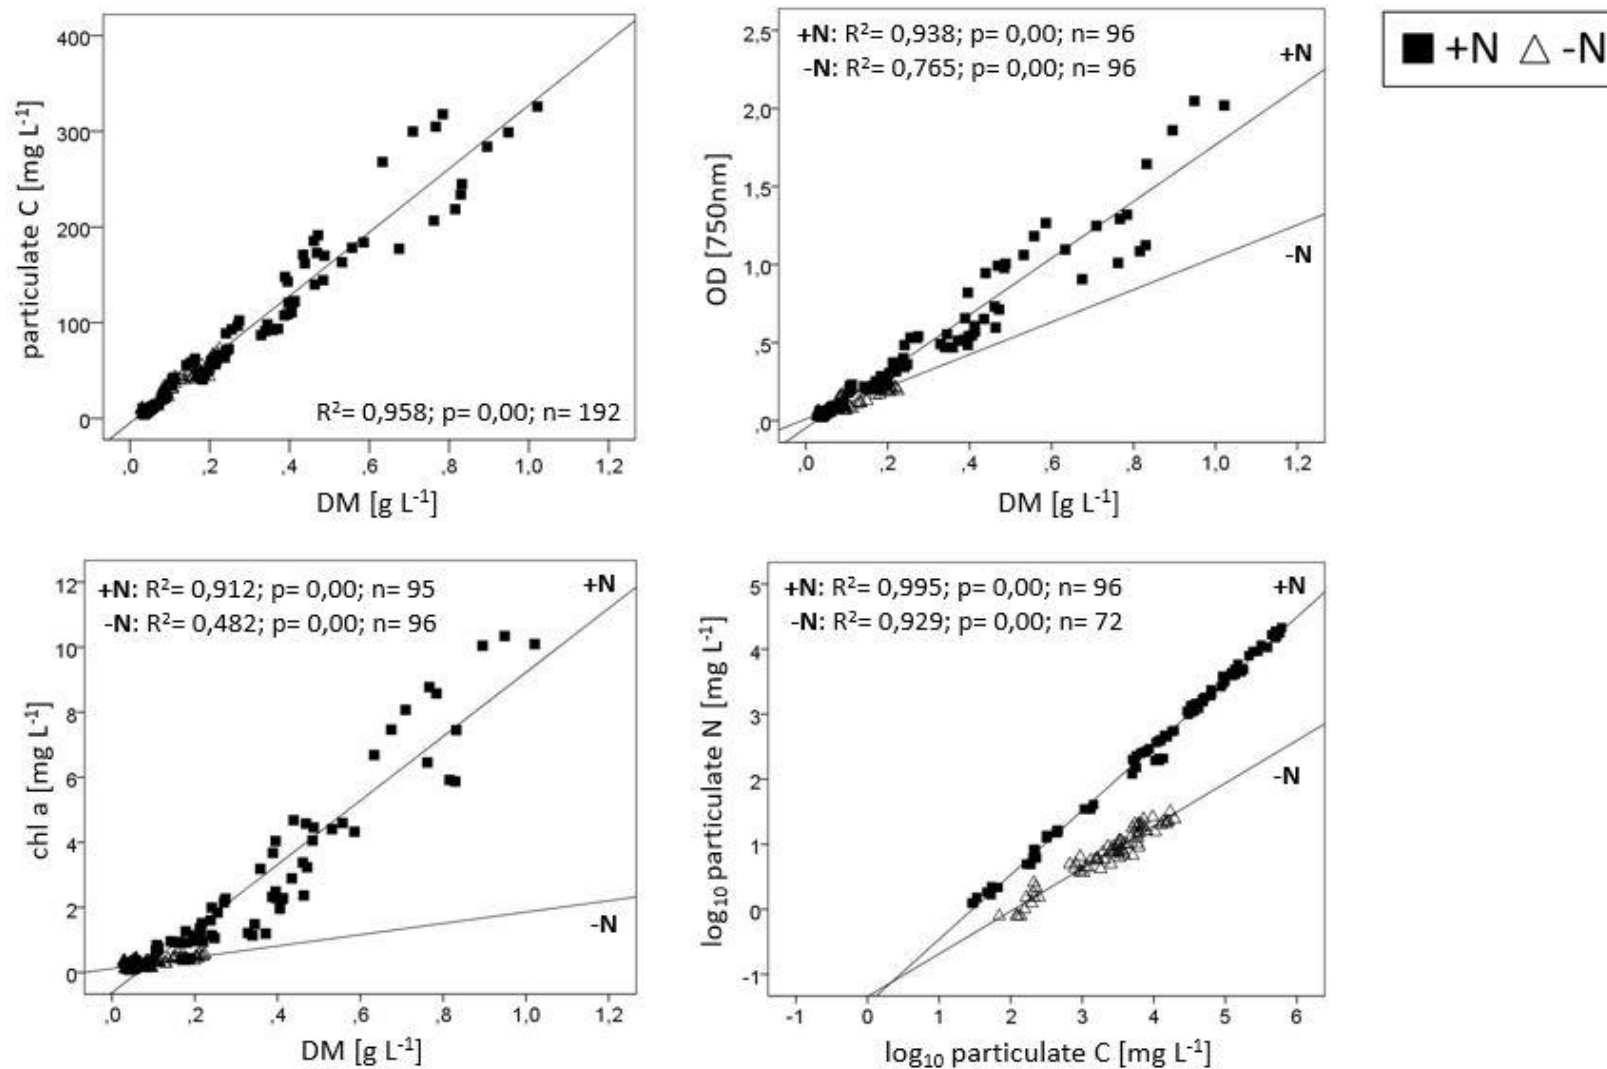 400
300
200
100
0
particulate C [mg L⁻¹]
R²= 0,958; p= 0,00; n= 192
,0 ,2 ,4 ,6 ,8 1,0 1,2
DM [g L⁻¹]
+N: R²= 0,938; p= 0,00; n= 96
-N: R²= 0,765; p= 0,00; n= 96
+N
-N
2,5
2,0
1,5
1,0
,5
,0
OD [750nm]
,0 ,2 ,4 ,6 ,8 1,0 1,2
DM [g L⁻¹]
+N -N
+N: R²= 0,912; p= 0,00; n= 95
-N: R²= 0,482; p= 0,00; n= 96
+N
-N
12
10
8
6
4
2
0
chl a [mg L⁻¹]
,0 ,2 ,4 ,6 ,8 1,0 1,2
DM [g L⁻¹]
+N: R²= 0,995; p= 0,00; n= 96
-N: R²= 0,929; p= 0,00; n= 72
+N
-N
5
4
3
2
1
0
-1
log₁₀ particulate N [mg L⁻¹]
-1 0 1 2 3 4 5 6
log₁₀ particulate C [mg L⁻¹]